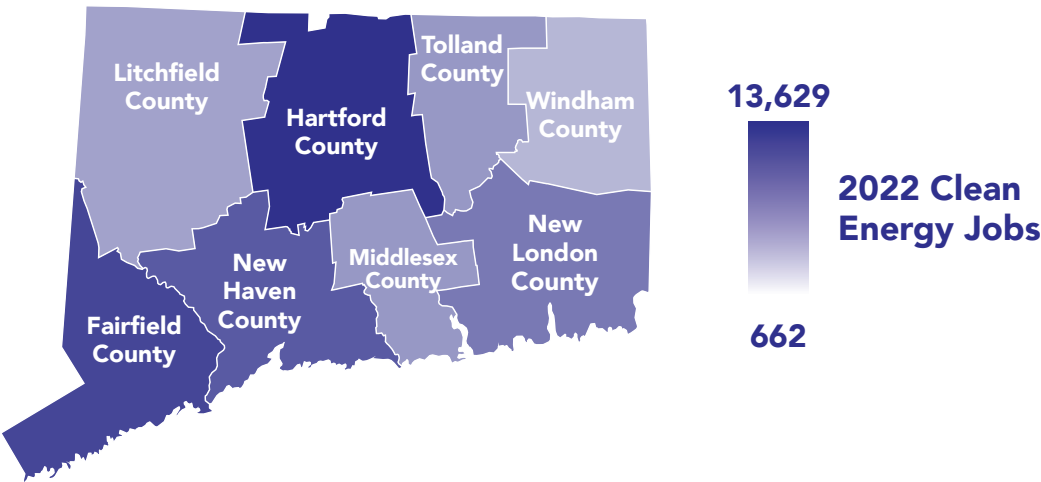 Litchfield
County
Hartford
County
Tolland
County
Windham
County
Fairfield
County
New
Haven
County
Middlesex
County
New
London
County
13,629
2022 Clean
Energy Jobs
662